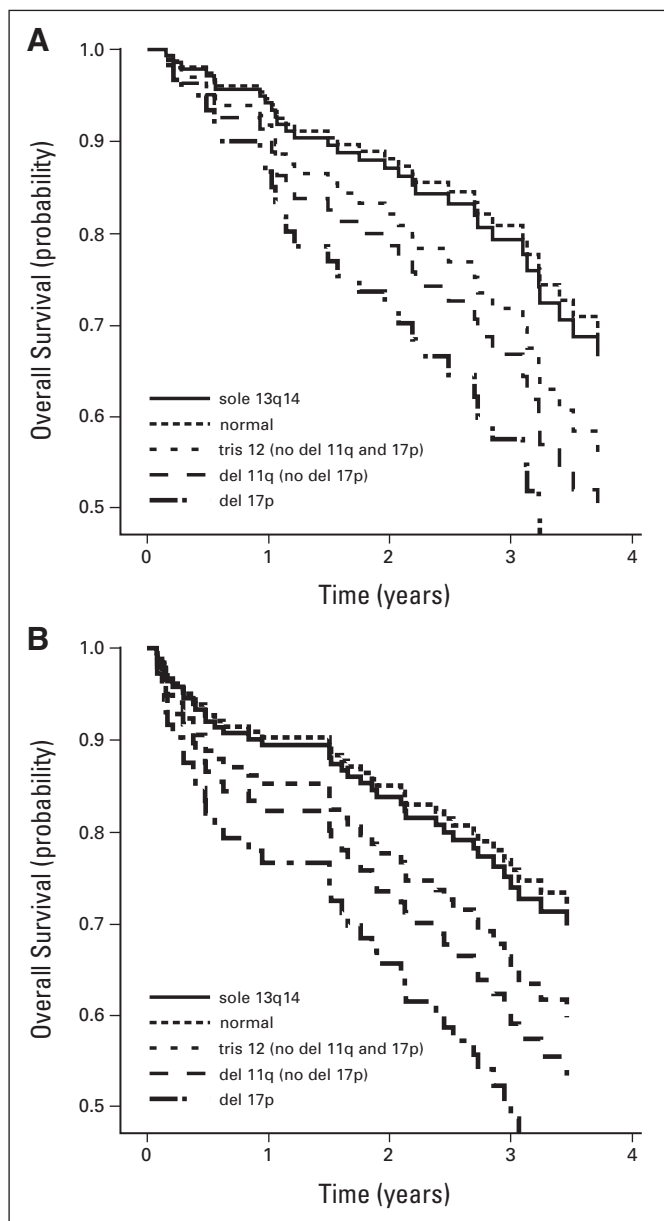 A
1.0
0.9
0.8
0.7
0.6
0.5
Overall Survival (probability)
sole 13q14
normal
tris 12 (no del 11q and 17p)
del 11q (no del 17p)
del 17p
0 1 2 3 4
Time (years)
B
1.0
0.9
0.8
0.7
0.6
0.5
Overall Survival (probability)
sole 13q14
normal
tris 12 (no del 11q and 17p)
del 11q (no del 17p)
del 17p
0 1 2 3 4
Time (years)